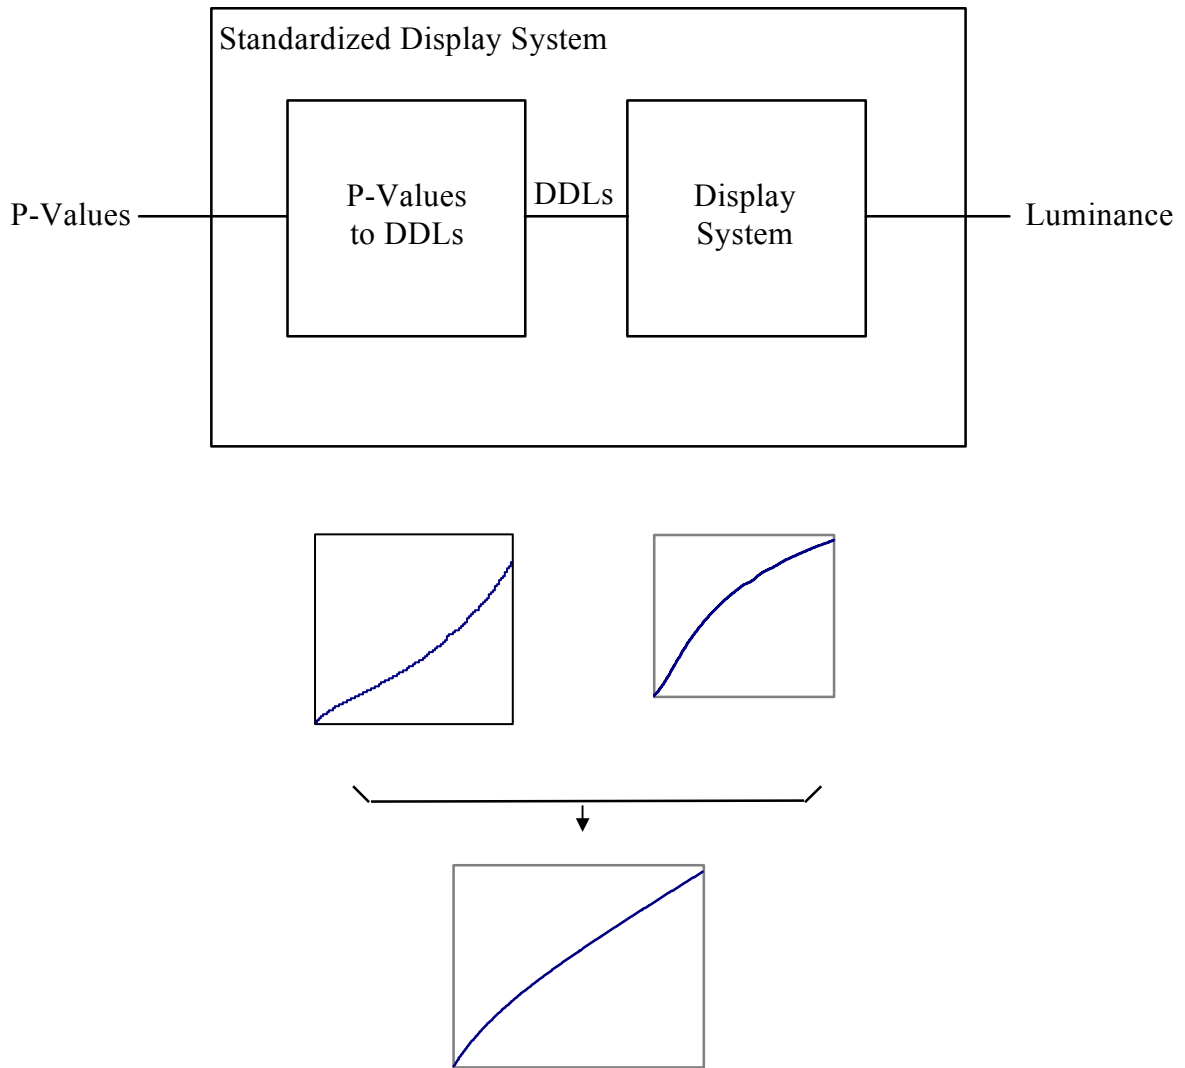 Standardized Display System
P-Values
P-Values
to DDLs
DDLs
Display
System
Luminance